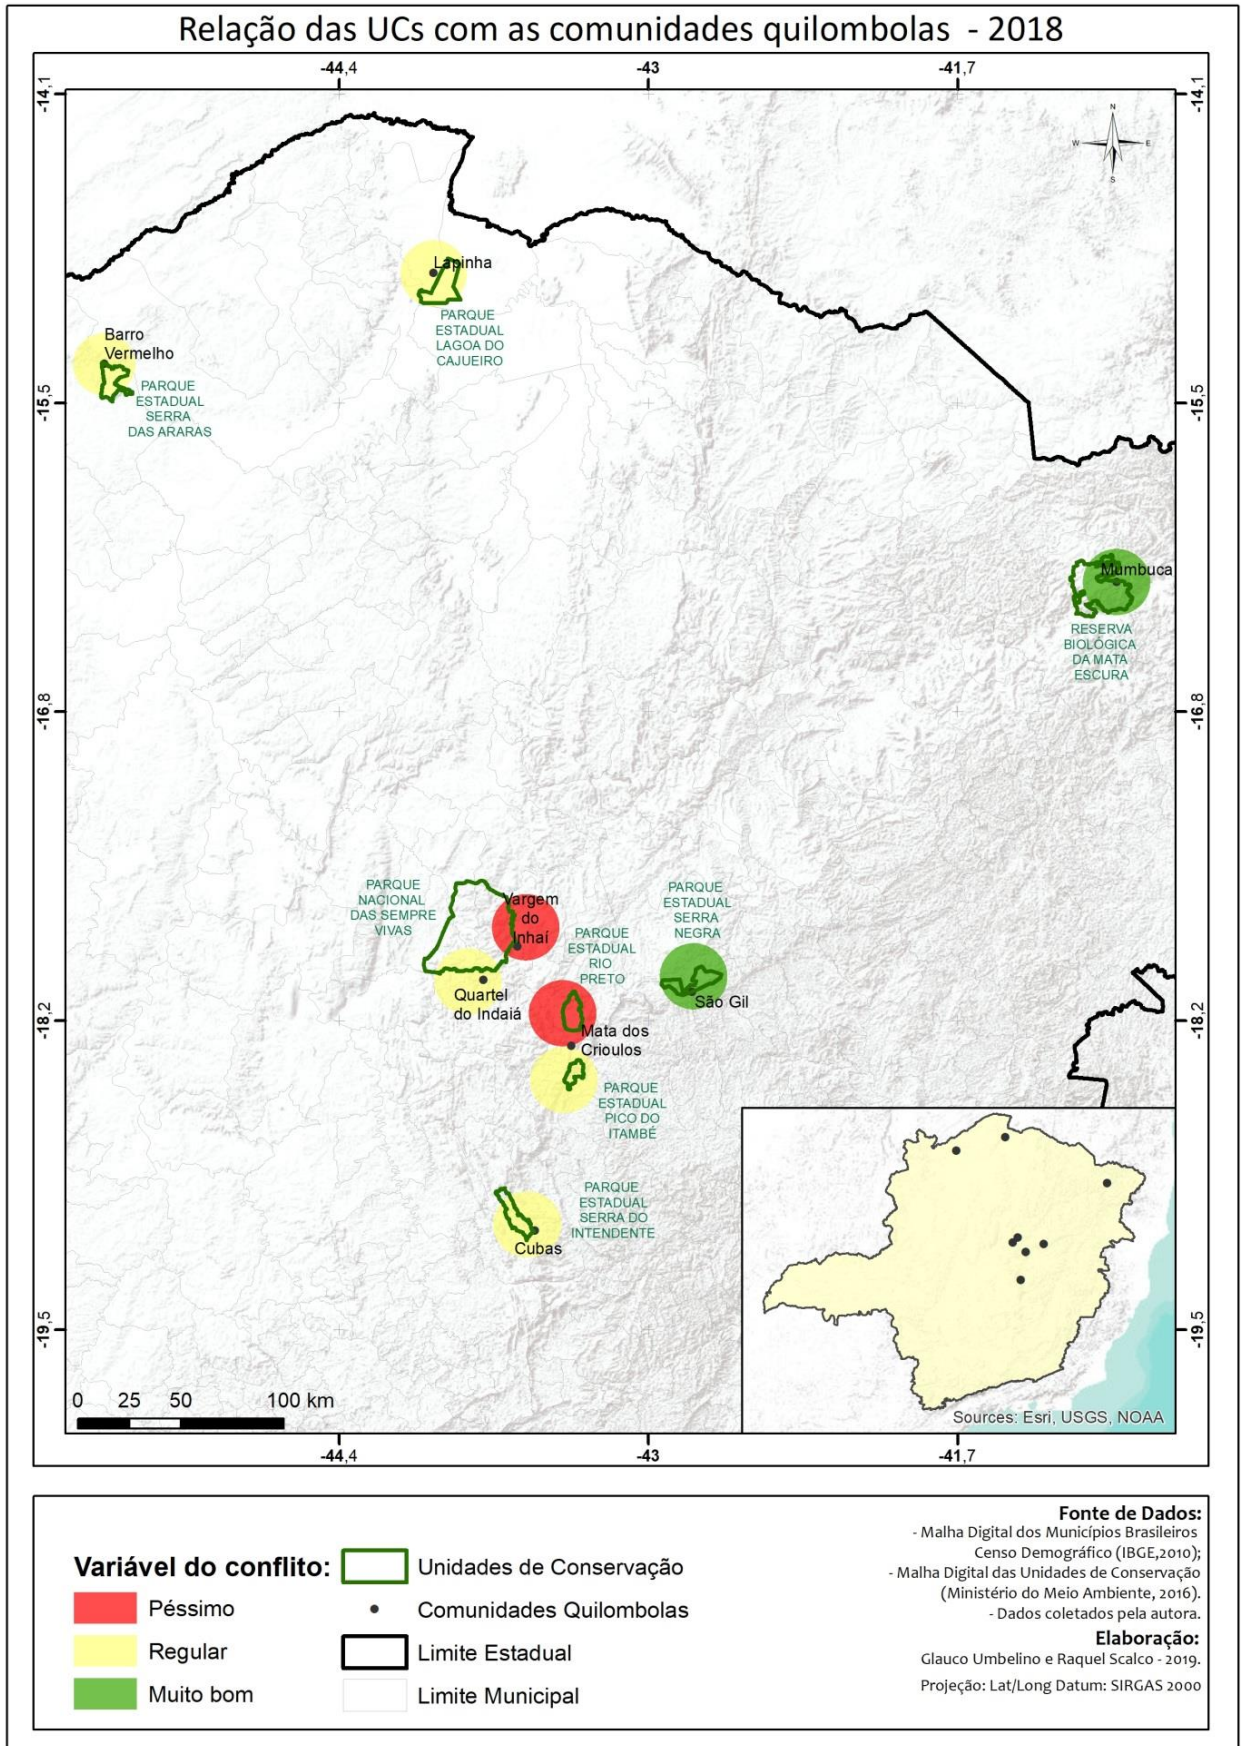 Relação das UCs com as comunidades quilombolas - 2018
-44,4
-43
-41,7
-14,1
-14,1
N
W
E
S
Lapinha
PARQUE
ESTADUAL
LAGOA DO
CAJUEIRO
Barro
Vermelho
PARQUE
ESTADUAL
SERRA
DAS ARARAS
-15,5
-15,5
Mumbuca
RESERVA
BIOLÓGICA
DA MATA
ESCURA
-16,8
-16,8
PARQUE
NACIONAL
DAS SEMPRE
VIVAS
Vargem
do
Inhaí
PARQUE
ESTADUAL
SERRA
NEGRA
PARQUE
ESTADUAL
RIO
PRETO
Quartel
do Indaiá
São Gil
-18,2
-18,2
Mata dos
Crioulos
PARQUE
ESTADUAL
PICO DO
ITAMBÉ
PARQUE
ESTADUAL
SERRA DO
INTENDENTE
Cubas
-19,5
-19,5
0 25 50 100 km
Sources: Esri, USGS, NOAA
-44,4
-43
-41,7
Variável do conflito:
Péssimo
Regular
Muito bom
Unidades de Conservação
Comunidades Quilombolas
Limite Estadual
Limite Municipal
Fonte de Dados:
- Malha Digital dos Municípios Brasileiros
Censo Demográfico (IBGE,2010);
- Malha Digital das Unidades de Conservação
(Ministério do Meio Ambiente, 2016).
- Dados coletados pela autora.
Elaboração:
Glauco Umbelino e Raquel Scalco - 2019.
Projeção: Lat/Long Datum: SIRGAS 2000